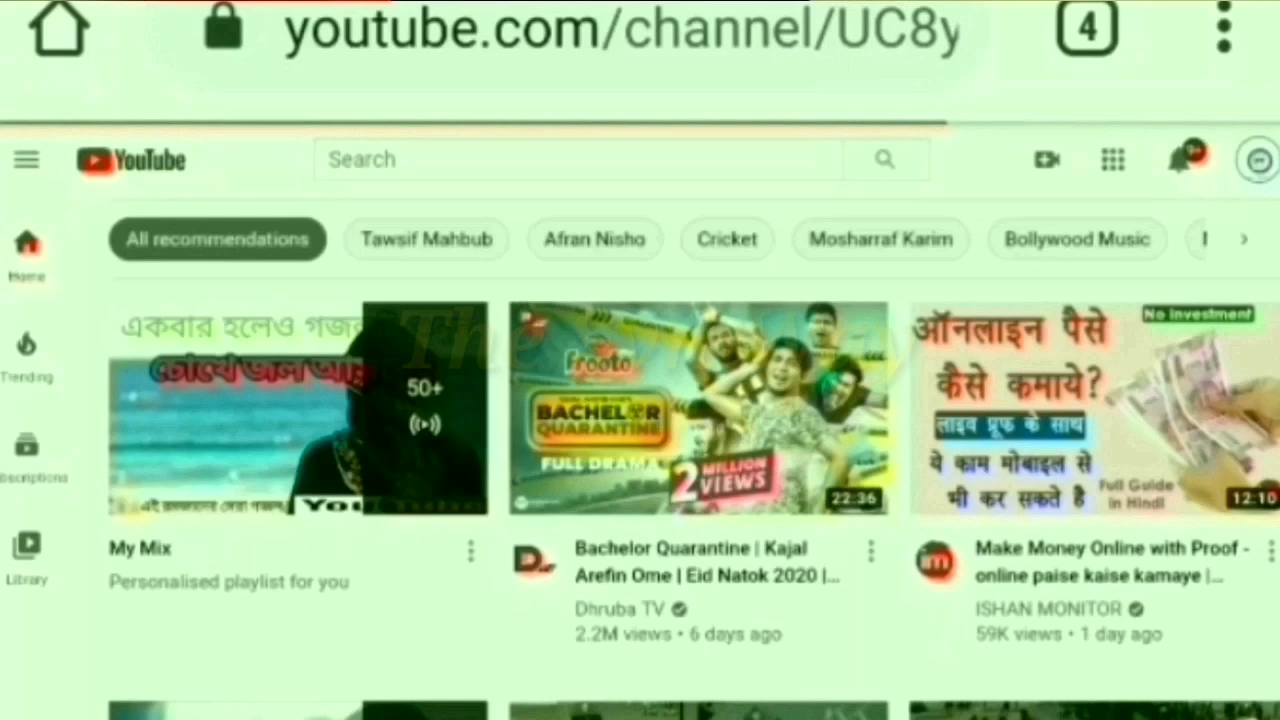 youtube.com/channel/UC8y
4
YouTube
Search
9+
All recommendations
Tawsif Mahbub
Afran Nisho
Cricket
Mosharraf Karim
Bollywood Music
Home
Trending
Library
একবার হলেও গজল
চোখে জল আ
50+
Frooto
BACHELOR
QUARANTINE
FULL DRAMA
2 MILLION
VIEWS
22:36
No Investment
ऑनलाइन पैसे
कैसे कमाये?
लाइव प्रूफ के साथ
ये काम मोबाइल से
भी कर सकते है
Full Guide
in Hindi
12:10
My Mix
Personalised playlist for you
Bachelor Quarantine | Kajal
Arefin Ome | Eid Natok 2020 |...
Dhruba TV
2.2M views • 6 days ago
Make Money Online with Proof -
online paise kaise kamaye |...
ISHAN MONITOR
59K views • 1 day ago